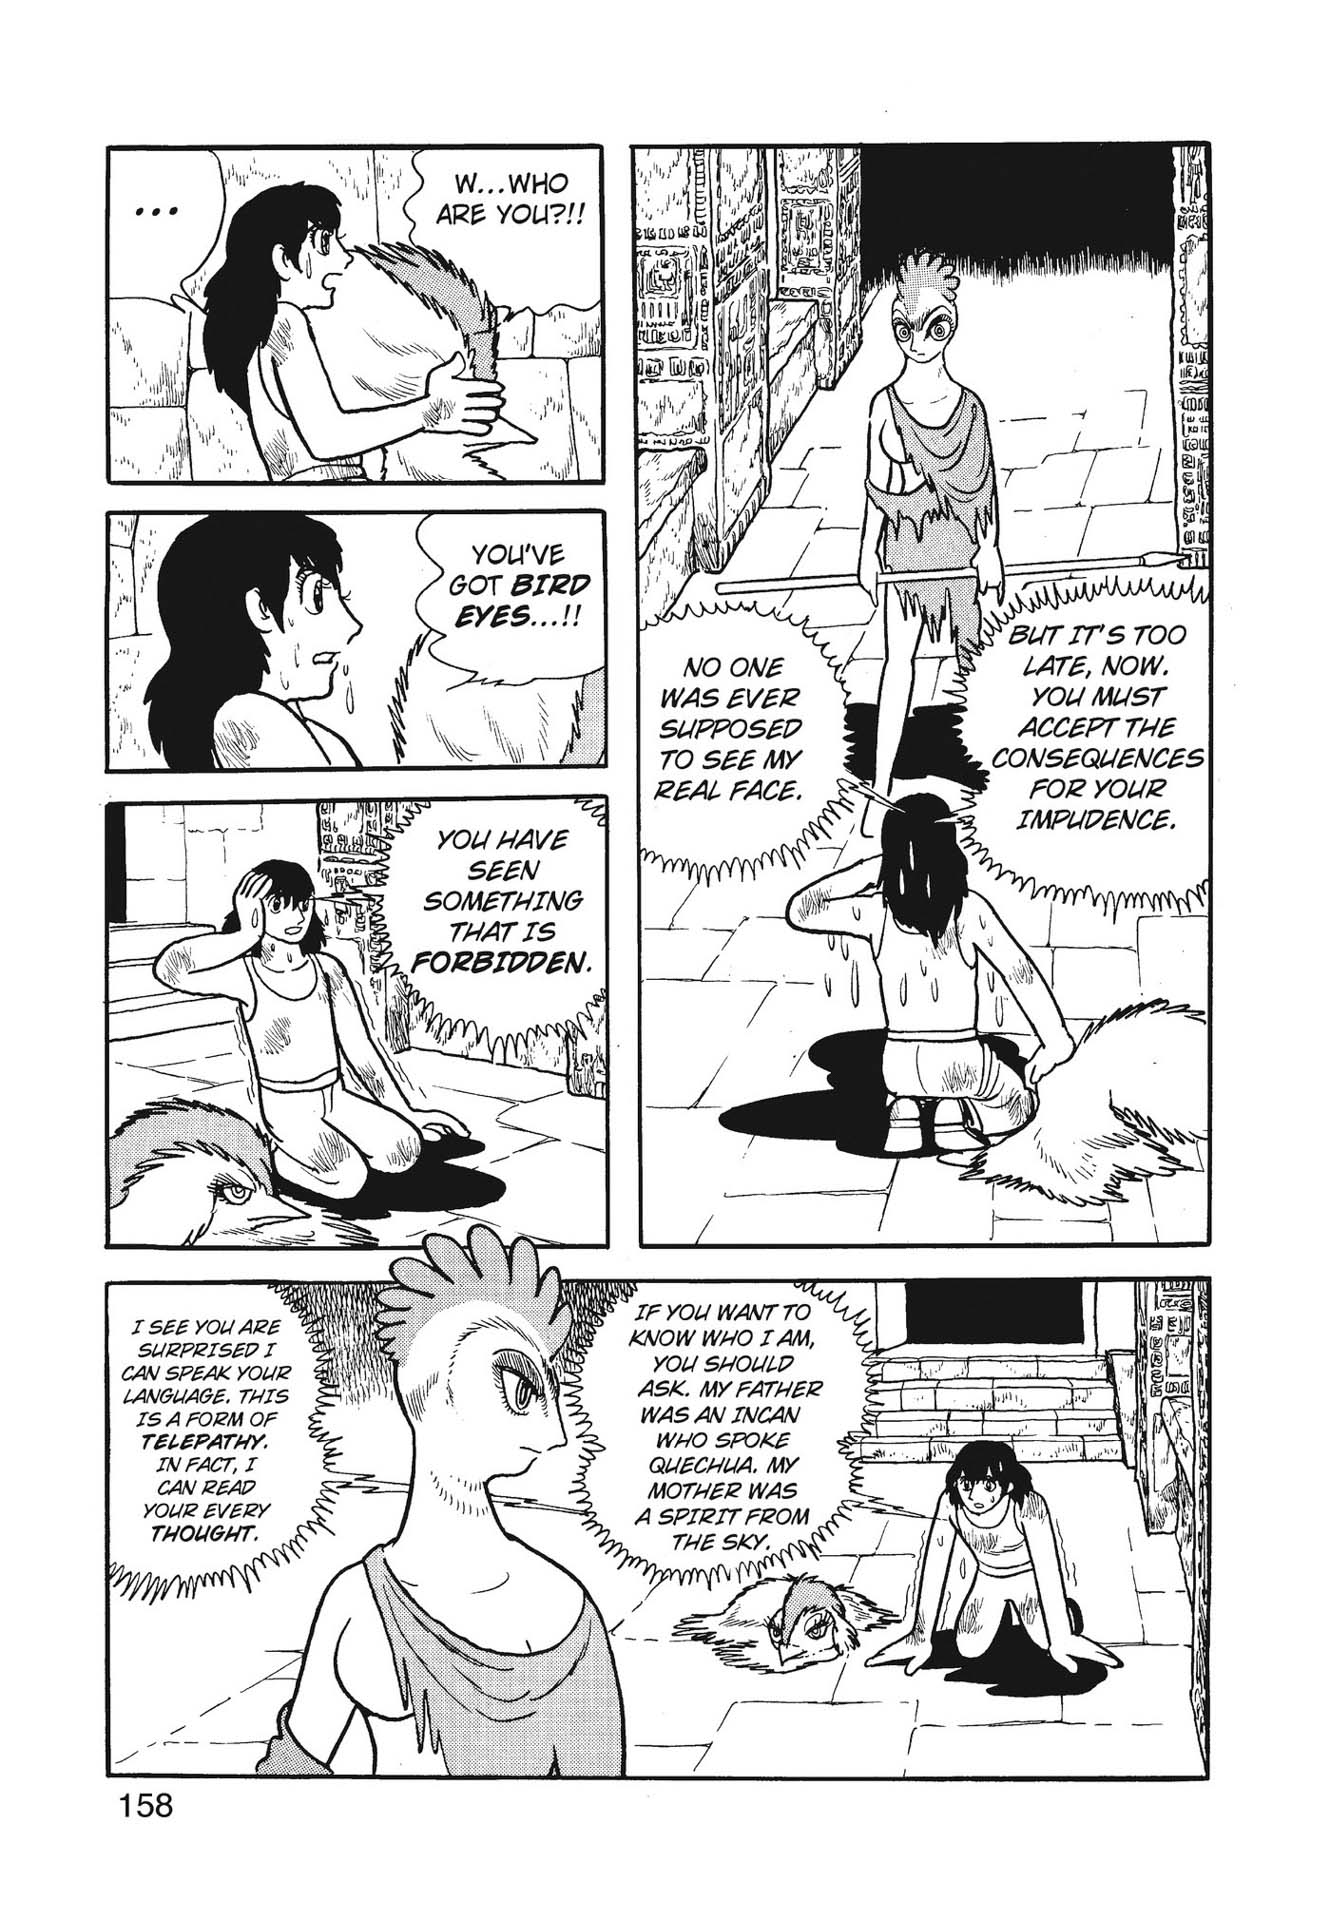 ...
W...WHO
ARE YOU?!!
YOU'VE
GOT BIRD
EYES...!!
YOU HAVE
SEEN
SOMETHING
THAT IS
FORBIDDEN.
NO ONE
WAS EVER
SUPPOSED
TO SEE MY
REAL FACE.
BUT IT'S TOO
LATE, NOW.
YOU MUST
ACCEPT THE
CONSEQUENCES
FOR YOUR
IMPUDENCE.
I SEE YOU ARE
SURPRISED I
CAN SPEAK YOUR
LANGUAGE. THIS
IS A FORM OF
TELEPATHY.
IN FACT, I
CAN READ
YOUR EVERY
THOUGHT.
IF YOU WANT TO
KNOW WHO I AM,
YOU SHOULD
ASK. MY FATHER
WAS AN INCAN
WHO SPOKE
QUECHUA. MY
MOTHER WAS
A SPIRIT FROM
THE SKY.
158